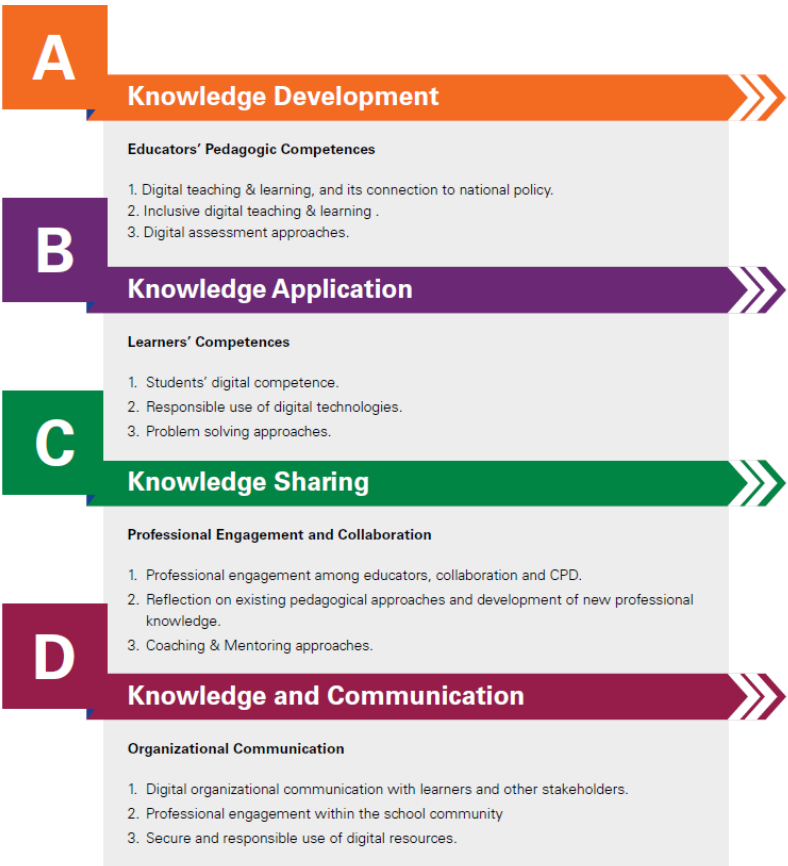 A
Knowledge Development
Educators' Pedagogic Competences
1. Digital teaching & learning, and its connection to national policy.
2. Inclusive digital teaching & learning .
3. Digital assessment approaches.
B
Knowledge Application
Learners' Competences
1. Students' digital competence.
2. Responsible use of digital technologies.
3. Problem solving approaches.
C
Knowledge Sharing
Professional Engagement and Collaboration
1. Professional engagement among educators, collaboration and CPD.
2. Reflection on existing pedagogical approaches and development of new professional
knowledge.
3. Coaching & Mentoring approaches.
D
Knowledge and Communication
Organizational Communication
1. Digital organizational communication with learners and other stakeholders.
2. Professional engagement within the school community
3. Secure and responsible use of digital resources.